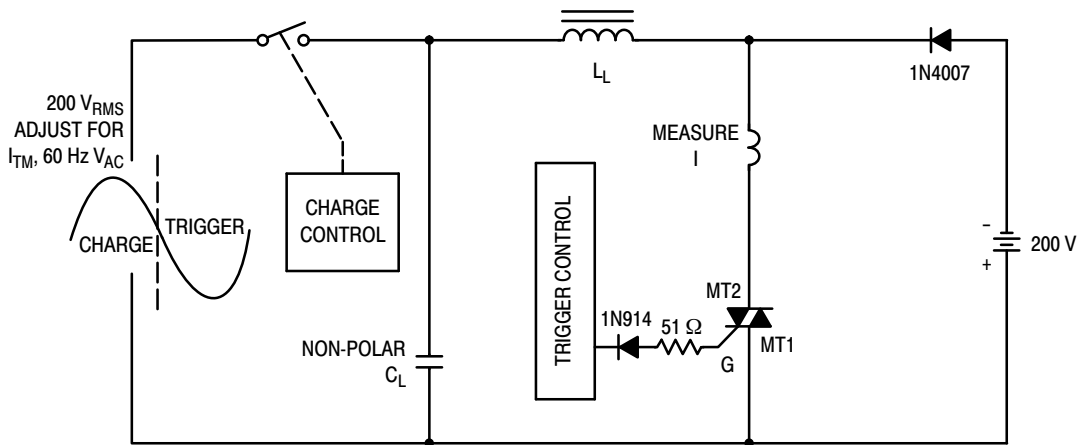 200 V_RMS
ADJUST FOR
I_TM, 60 Hz V_AC
CHARGE
TRIGGER
CHARGE
CONTROL
NON-POLAR
C_L
L_L
TRIGGER CONTROL
MEASURE
I
1N914
51 Ω
G
MT2
MT1
1N4007
-
+
200 V